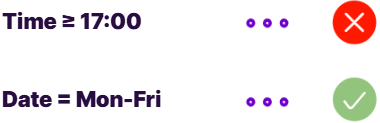 Time ≥ 17:00
Date = Mon-Fri